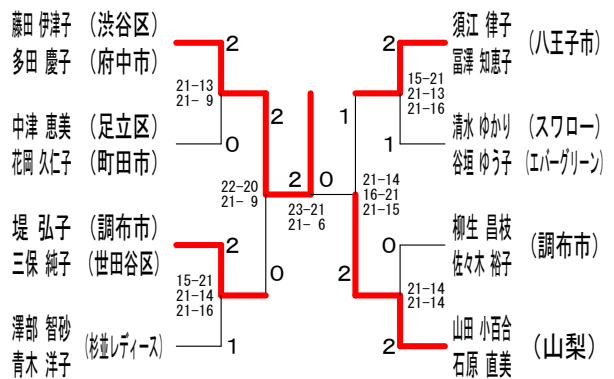 藤田 伊津子 (渋谷区)
多田 慶子 (府中市)
2
21-13
21- 9
中津 恵美 (足立区)
花岡 久仁子 (町田市)
0
2
22-20
21- 9
堤 弘子 (調布市)
三保 純子 (世田谷区)
2
15-21
21-14
21-16
0
澤部 智砂
青木 洋子
(杉並レディース)
1
2
0
23-21
21- 6
須江 律子
冨澤 知恵子
(八王子市)
2
15-21
21-13
21-16
1
清水 ゆかり (スワロー)
谷垣 ゆう子 (エバーグリーン)
1
21-14
16-21
21-15
柳生 昌枝
佐々木 裕子
(調布市)
0
2
21-14
21-14
山田 小百合
石原 直美
(山梨)
2